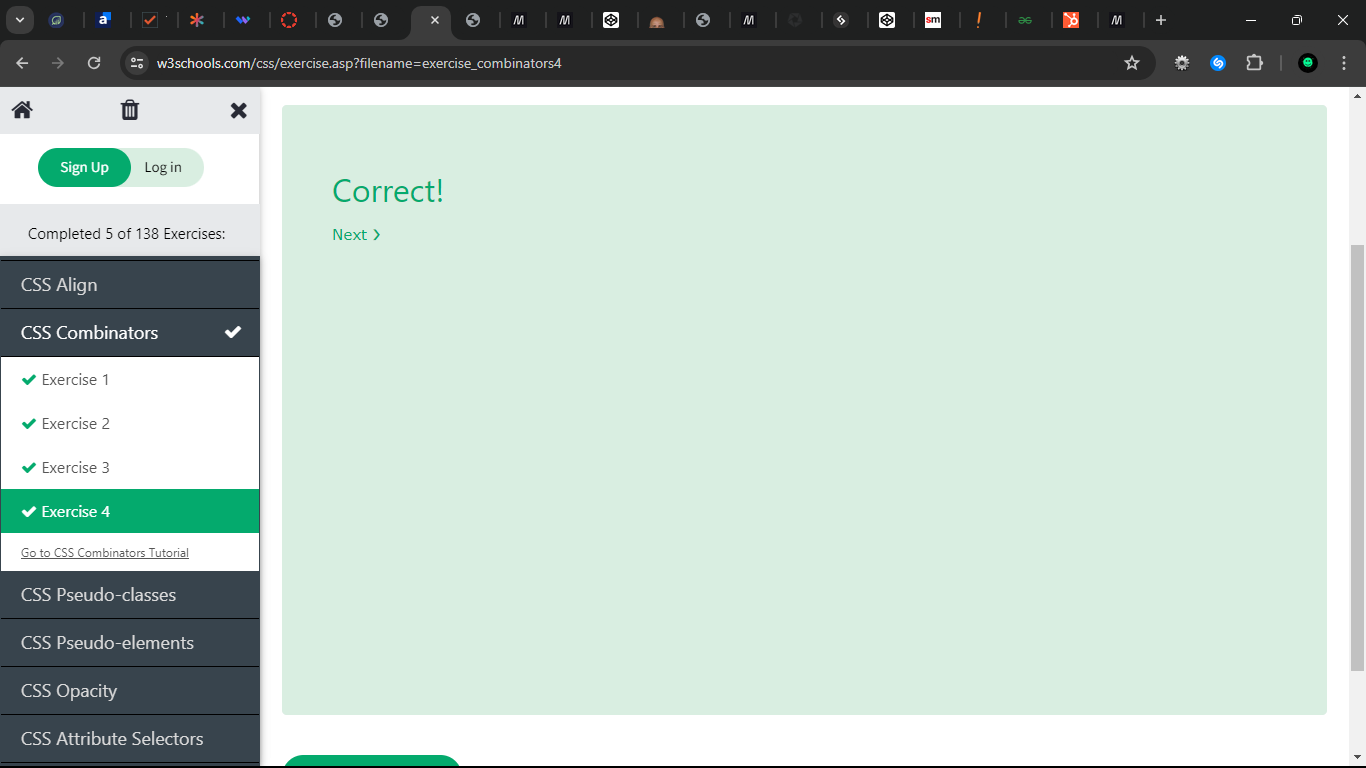 w3schools.com/css/exercise.asp?filename=exercise_combinators4
Sign Up
Log in
Completed 5 of 138 Exercises:
CSS Align
CSS Combinators
Exercise 1
Exercise 2
Exercise 3
Exercise 4
Go to CSS Combinators Tutorial
CSS Pseudo-classes
CSS Pseudo-elements
CSS Opacity
CSS Attribute Selectors
Correct!
Next